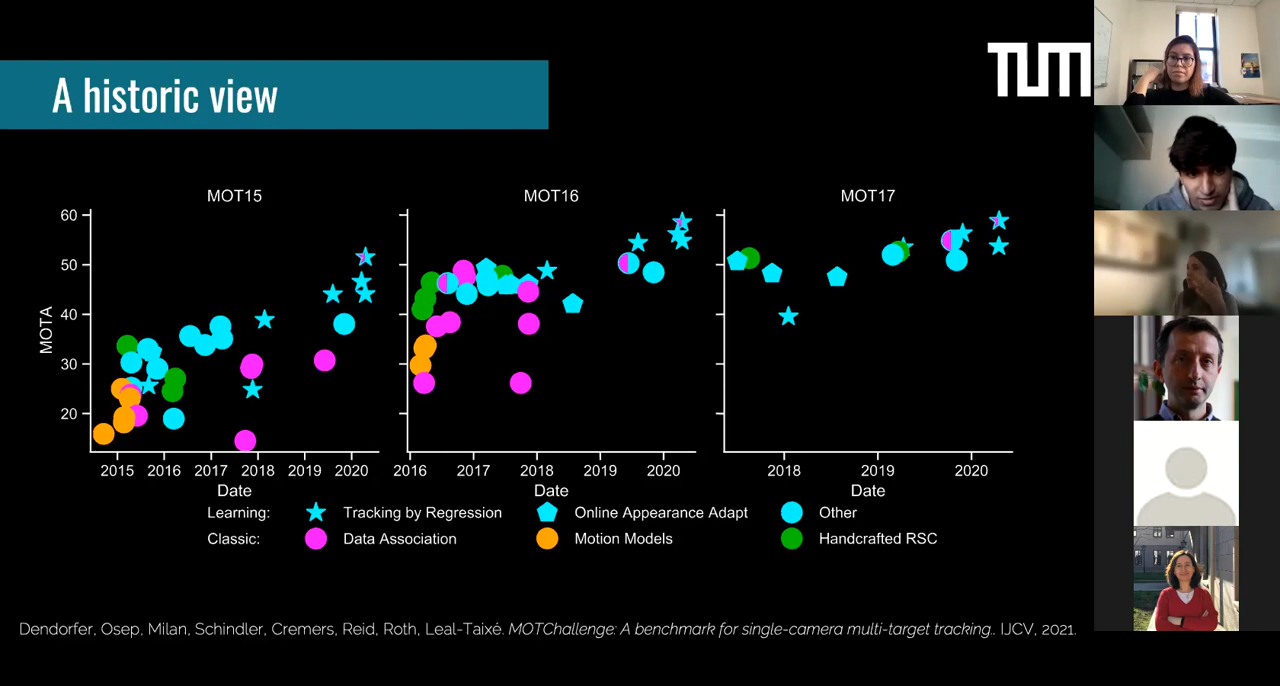 TUM
A historic view
MOT15
MOT16
MOT17
MOTA
60
50
40
30
20
2015 2016 2017 2018 2019 2020
2016 2017 2018 2019 2020
2018 2019 2020
Date
Date
Date
Learning: Tracking by Regression Online Appearance Adapt Other
Classic: Data Association Motion Models Handcrafted RSC
Dendorfer, Osep, Milan, Schindler, Cremers, Reid, Roth, Leal-Taixé. MOTChallenge: A benchmark for single-camera multi-target tracking.. IJCV, 2021.